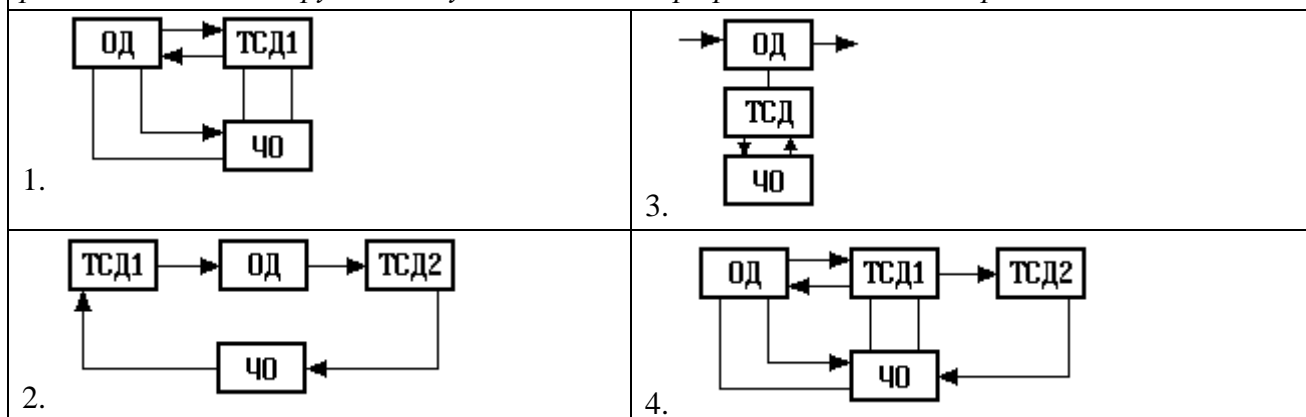 ОД ТСД1
ЧО
1.
ОД
ТСД
ЧО
3.
ТСД1 ОД ТСД2
ЧО
2.
ОД ТСД1 ТСД2
ЧО
4.